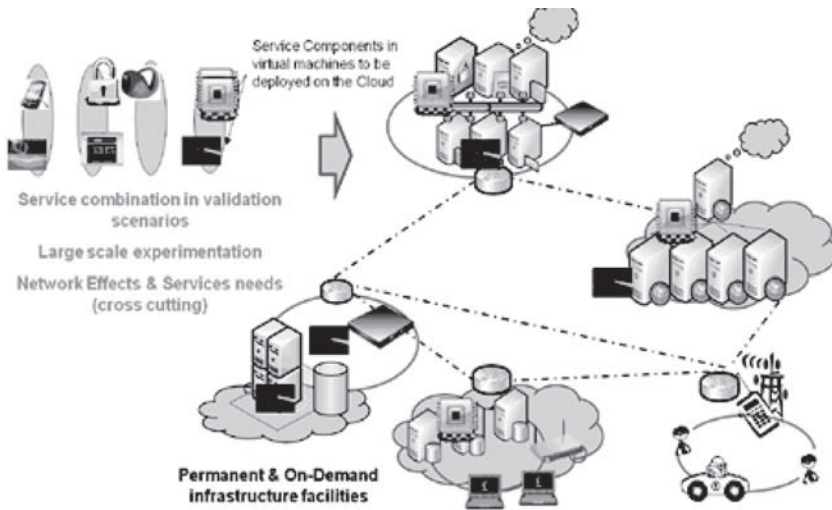 Service Components in
virtual machines to be
deployed on the Cloud
Service combination in validation
scenarios
Large scale experimentation
Network Effects & Services needs
(cross cutting)
Permanent & On-Demand
infrastructure facilities
£
£